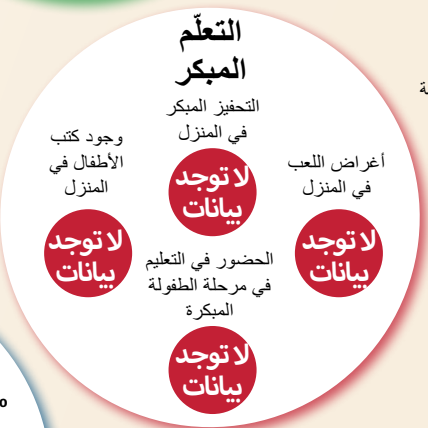 التعلّم
المبكر
التحفيز المبكر
في المنزل
لا توجد
بيانات
أغراض اللعب
في المنزل
لا توجد
بيانات
وجود كتب
الأطفال في
المنزل
لا توجد
بيانات
الحضور في التعليم
في مرحلة الطفولة
المبكرة
لا توجد
بيانات